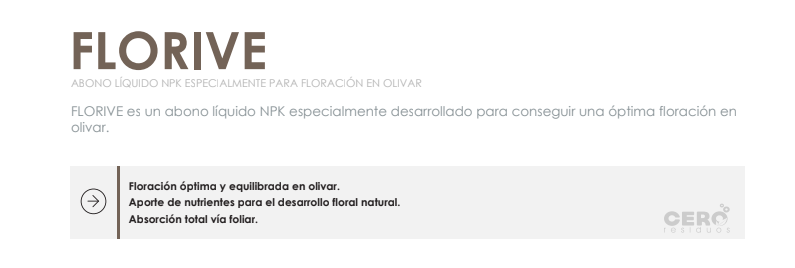 FLORIVE
ABONO LÍQUIDO NPK ESPECIALMENTE PARA FLORACIÓN EN OLIVAR
FLORIVE es un abono líquido NPK especialmente desarrollado para conseguir una óptima floración en
olivar.
Floración óptima y equilibrada en olivar.
Aporte de nutrientes para el desarrollo floral natural.
Absorción total vía foliar.
CERO
residuos